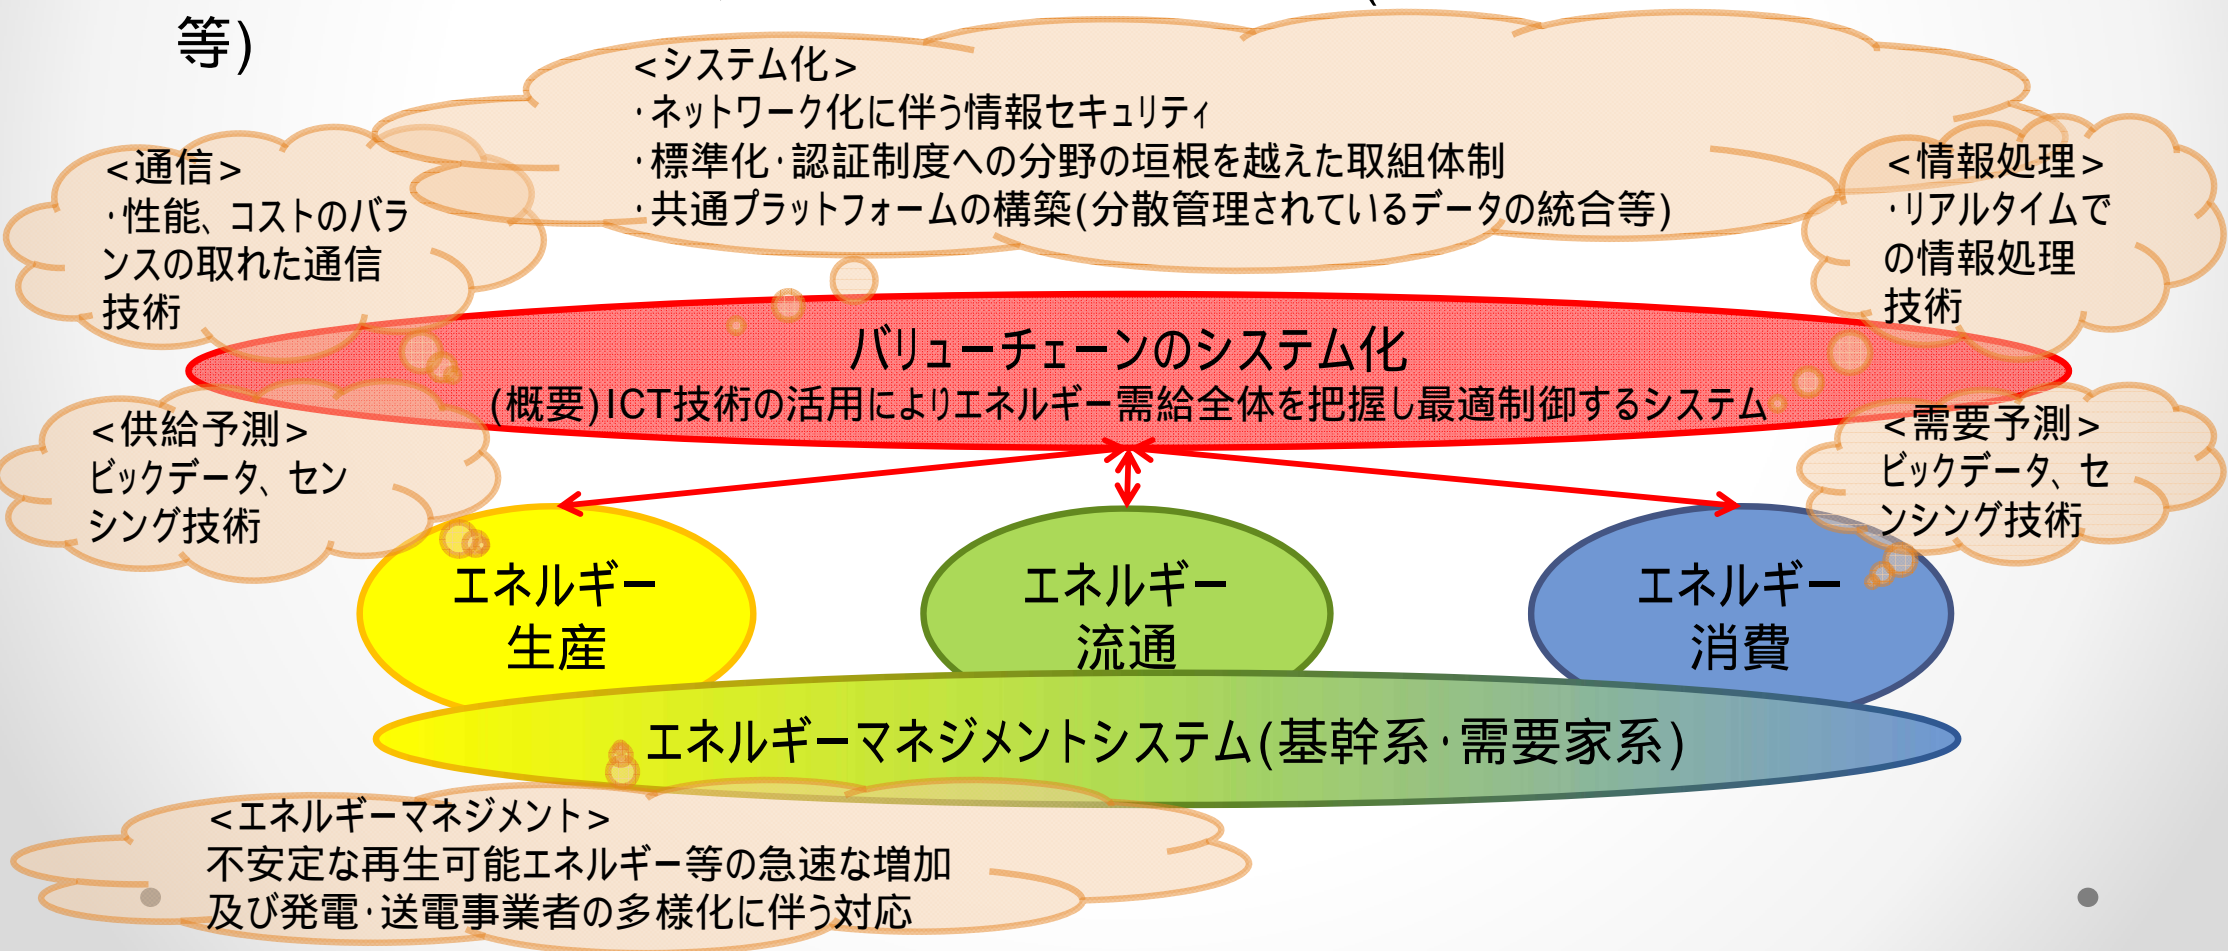 等)
<システム化>
・ネットワーク化に伴う情報セキュリティ
・標準化・認証制度への分野の垣根を越えた取組体制
・共通プラットフォームの構築(分散管理されているデータの統合等)
<通信>
・性能、コストのバラ
ンスの取れた通信
技術
<情報処理>
・リアルタイムで
の情報処理
技術
バリューチェーンのシステム化
(概要)ICT技術の活用によりエネルギー需給全体を把握し最適制御するシステム
<供給予測>
ビックデータ、セン
シング技術
<需要予測>
ビックデータ、セ
ンシング技術
エネルギー
生産
エネルギー
流通
エネルギー
消費
エネルギーマネジメントシステム(基幹系・需要家系)
<エネルギーマネジメント>
不安定な再生可能エネルギー等の急速な増加
及び発電・送電事業者の多様化に伴う対応